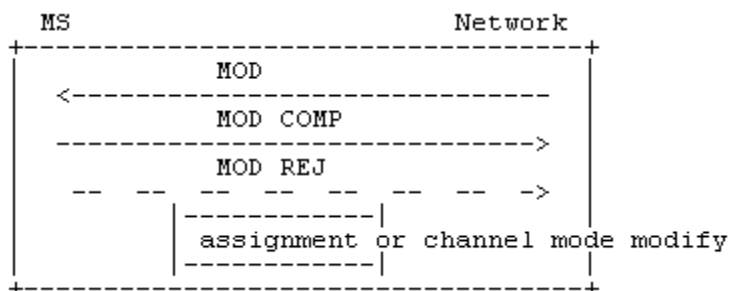 MS Network
MOD
MOD COMP
MOD REJ
assignment or channel mode modify